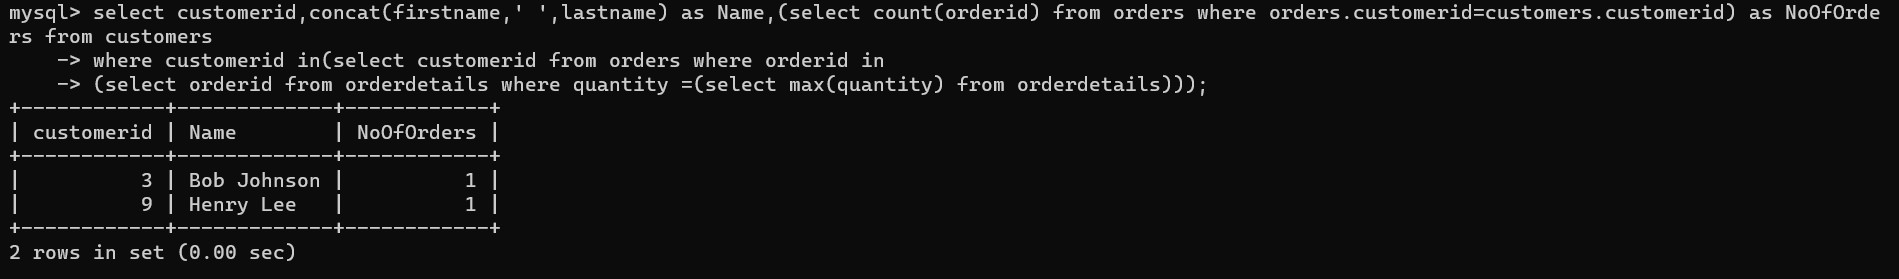 mysql> select customerid,concat(firstname,' ',lastname) as Name,(select count(orderid) from orders where orders.customerid=customers.customerid) as NoOfOrde
rs from customers
    -> where customerid in(select customerid from orders where orderid in
    -> (select orderid from orderdetails where quantity =(select max(quantity) from orderdetails)));
+------------+-------------+------------+
| customerid | Name        | NoOfOrders |
+------------+-------------+------------+
|          3 | Bob Johnson |          1 |
|          9 | Henry Lee   |          1 |
+------------+-------------+------------+
2 rows in set (0.00 sec)